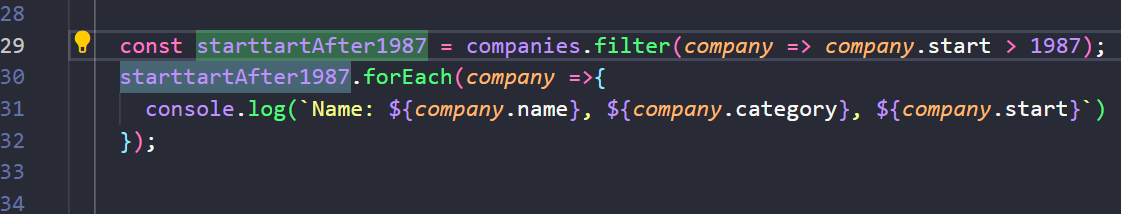 28
29 const starttartAfter1987 = companies.filter(company => company.start > 1987);
30 starttartAfter1987.forEach(company =>{
31 console.log(`Name: ${company.name}, ${company.category}, ${company.start}`)
32 });
33
34